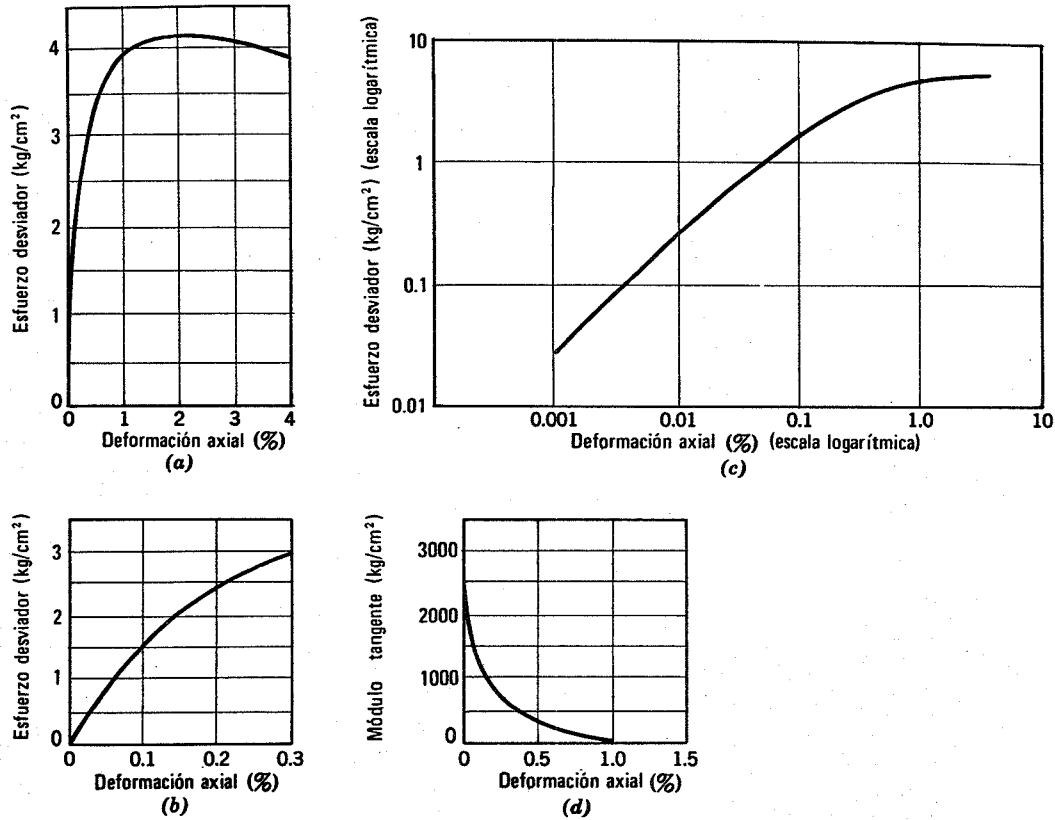 Esfuerzo desviador (kg/cm²)
4
3
2
1
0
0 1 2 3 4
Deformación axial (%)
(a)
Esfuerzo desviador (kg/cm²) (escala logarítmica)
10
1
0.1
0.01
0.001 0.01 0.1 1.0 10
Deformación axial (%) (escala logarítmica)
(c)
Esfuerzo desviador (kg/cm²)
3
2
1
0
0 0.1 0.2 0.3
Deformación axial (%)
(b)
Módulo tangente (kg/cm²)
3000
2000
1000
0
0 0.5 1.0 1.5
Deformación axial (%)
(d)